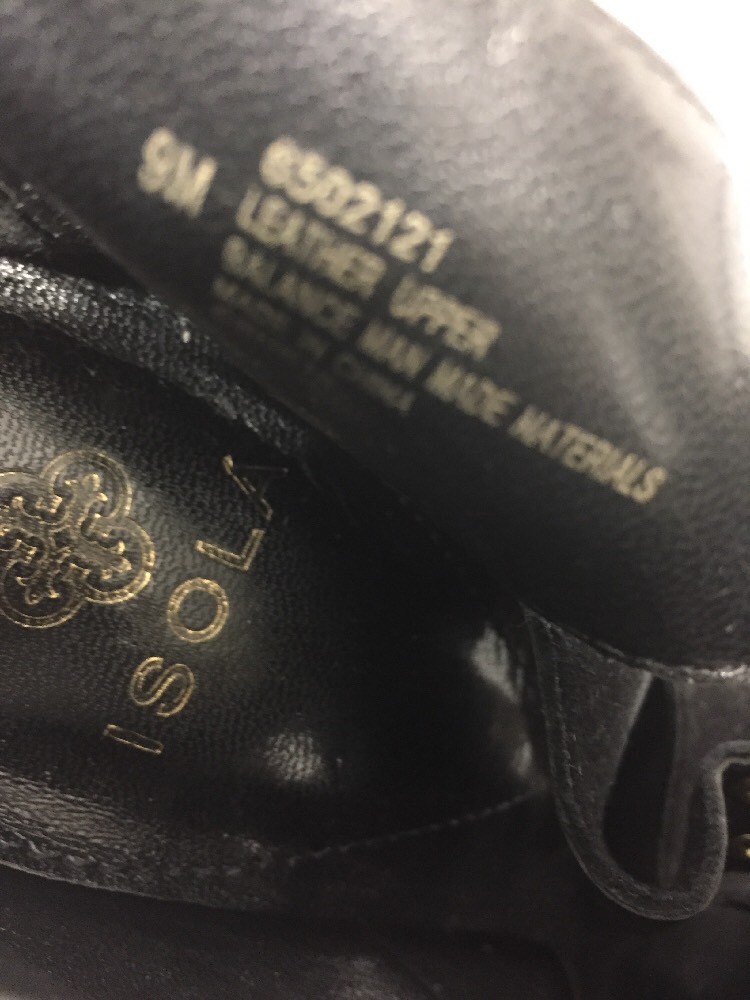 9M 6502121
LEATHER UPPER
BALANCE MAN MADE MATERIALS
MADE IN CHINA
ISOLA